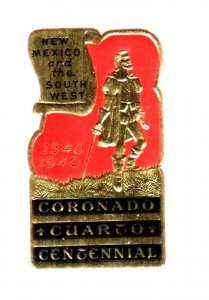 NEW
MEXICO
and
the
SOUTH
WEST
1540
1940
CORONADO
CUARTO
CENTENNIAL